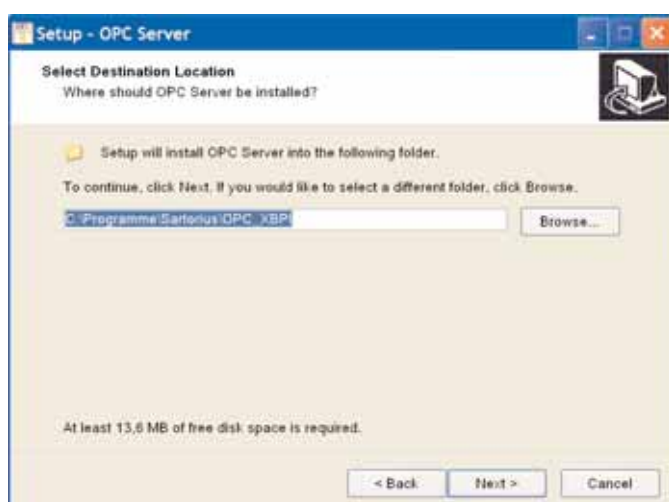 Setup - OPC Server
Select Destination Location
Where should OPC Server be installed?
Setup will install OPC Server into the following folder.
To continue, click Next. If you would like to select a different folder, click Browse.
C:\Programme\Sartorius\OPC_XBPI
Browse...
At least 13,6 MB of free disk space is required.
< Back
Next >
Cancel